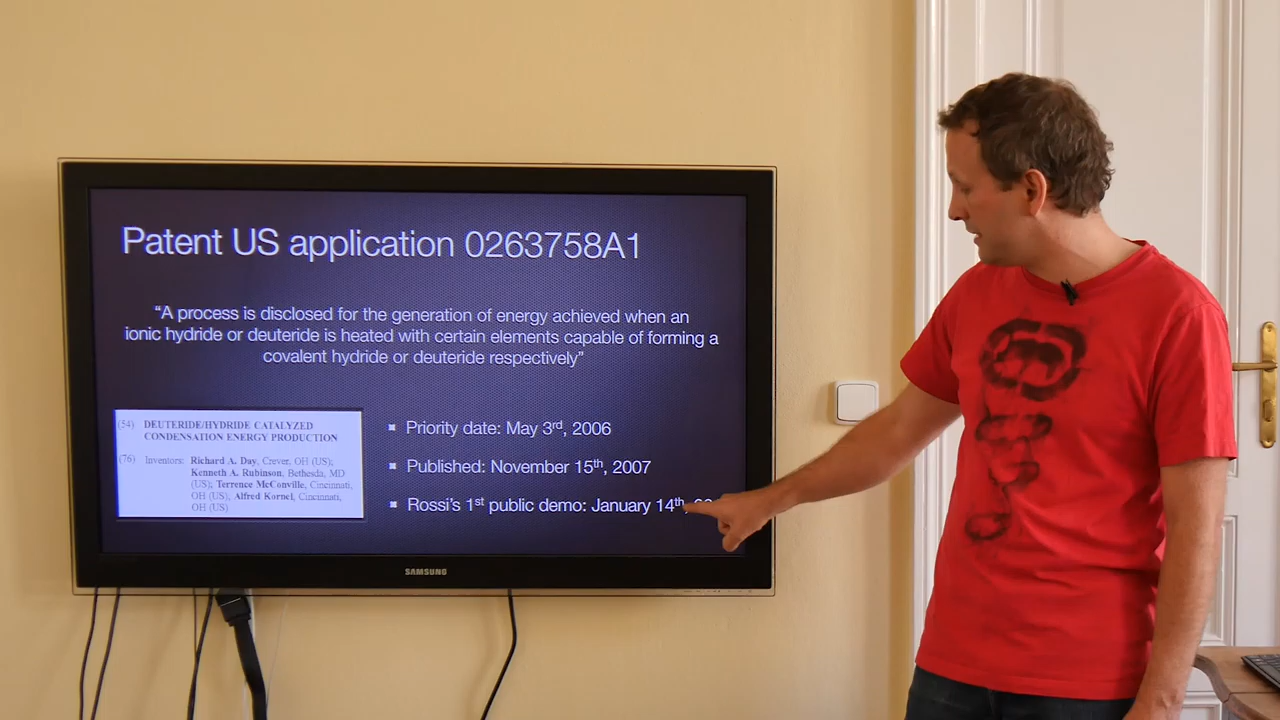 Patent US application 0263758A1
“A process is disclosed for the generation of energy achieved when an
ionic hydride or deuteride is heated with certain elements capable of forming a
covalent hydride or deuteride respectively”
(54) DEUTERIDE/HYDRIDE CATALYZED
CONDENSATION ENERGY PRODUCTION
(76) Inventors: Richard A. Day, Crever, OH (US);
Kenneth A. Rubinson, Bethesda, MD
(US); Terrence McConville, Cincinnati,
OH (US); Alfred Kornel, Cincinnati,
OH (US)
Priority date: May 3rd, 2006
Published: November 15th, 2007
Rossi’s 1st public demo: January 14th,
SAMSUNG